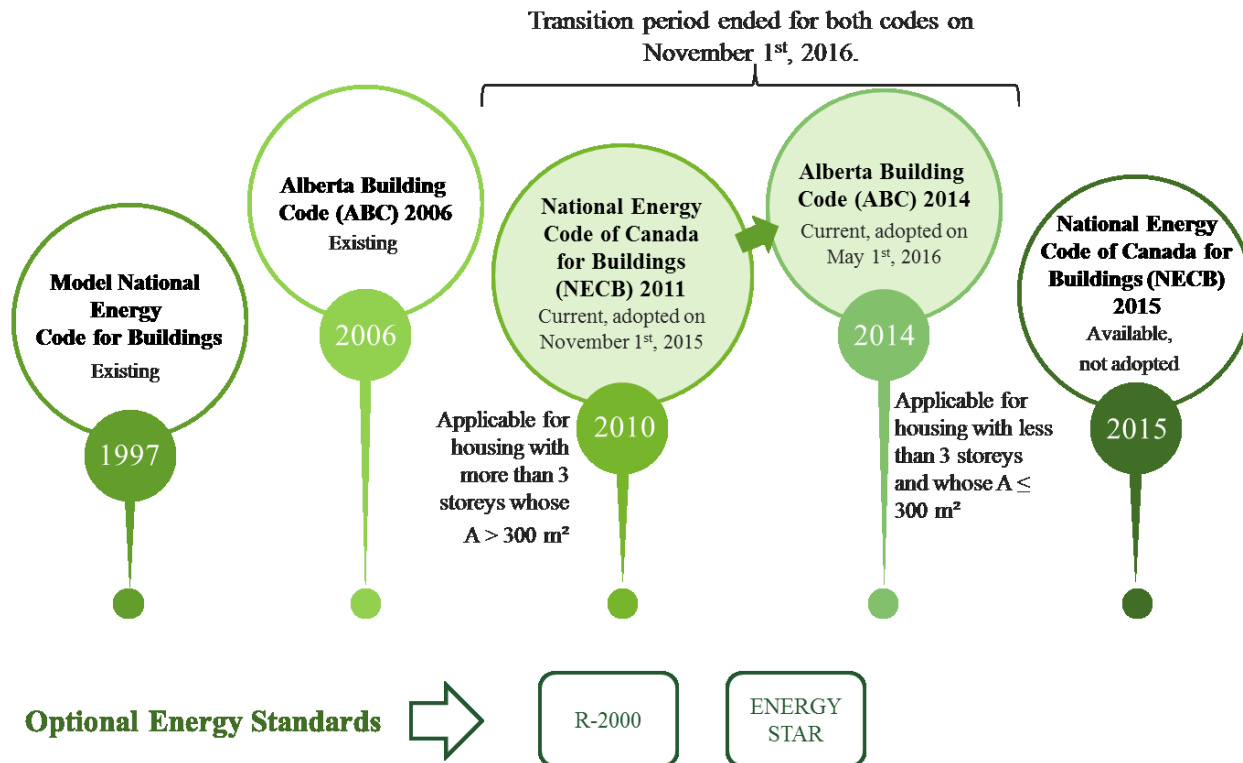 Transition period ended for both codes on
November 1st, 2016.
Model National
Energy
Code for Buildings
Existing
1997
Alberta Building
Code (ABC) 2006
Existing
2006
National Energy
Code of Canada
for Buildings
(NECB) 2011
Current, adopted on
November 1st, 2015
2010
Applicable for
housing with
more than 3
storeys whose
A > 300 m²
Alberta Building
Code (ABC) 2014
Current, adopted on
May 1st, 2016
2014
Applicable for
housing with less
than 3 storeys
and whose A ≤
300 m²
National Energy
Code of Canada for
Buildings (NECB)
2015
Available,
not adopted
2015
Optional Energy Standards
R-2000
ENERGY
STAR